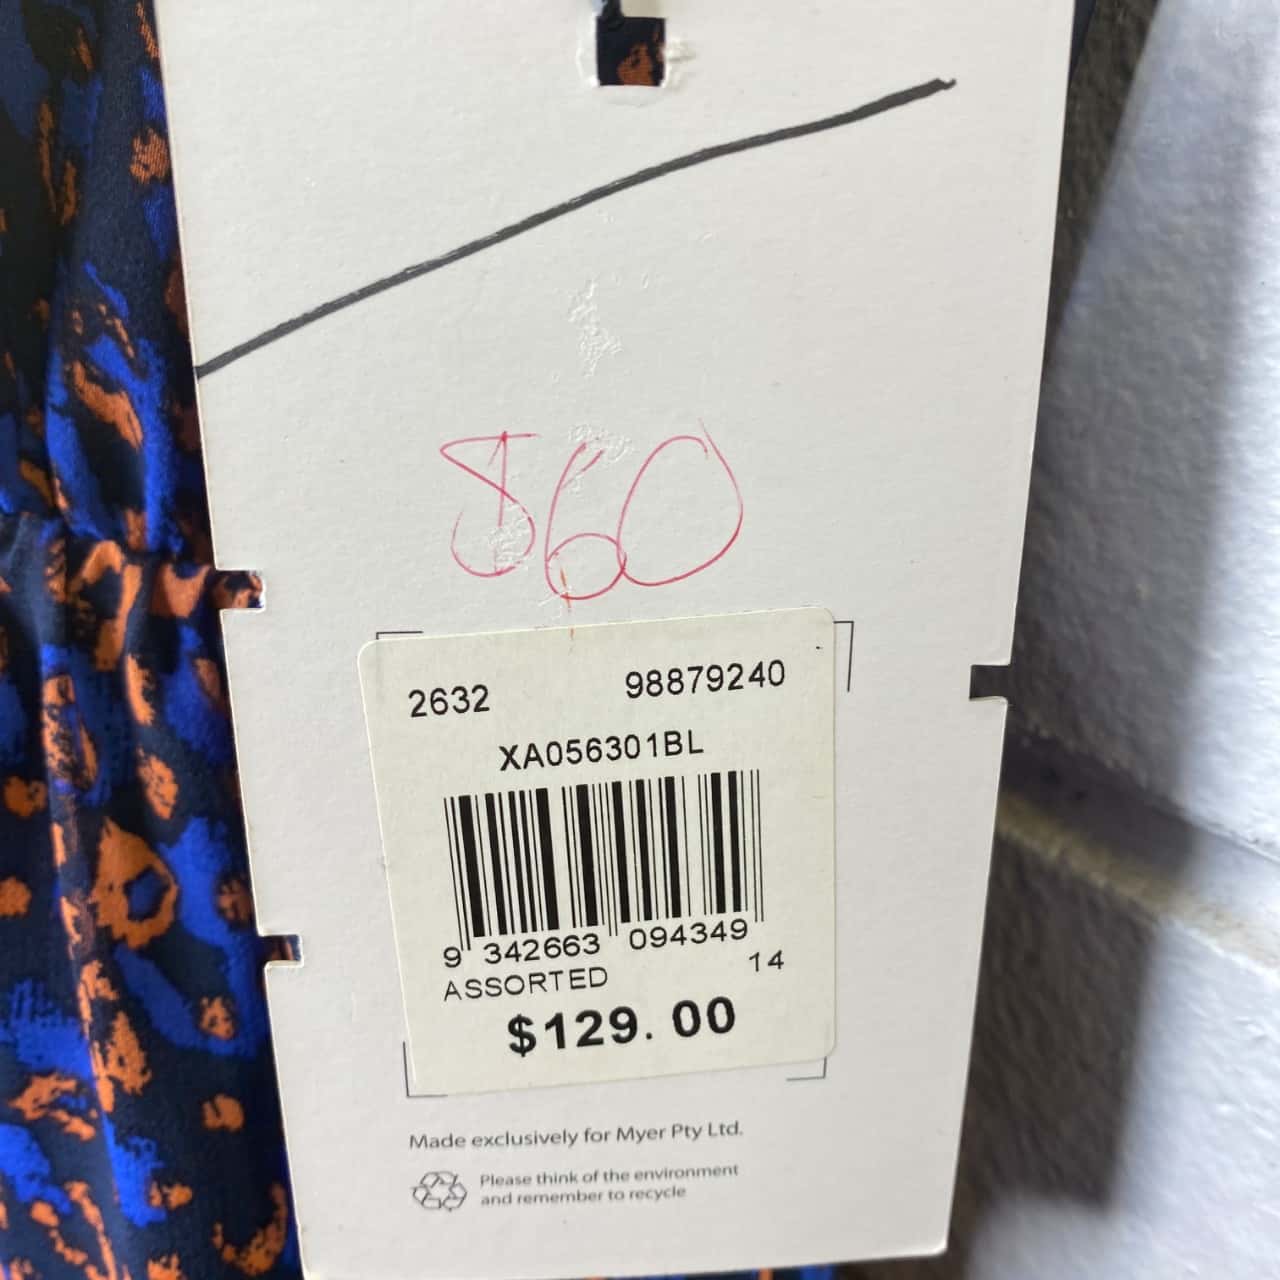 $60
2632 98879240
XA056301BL
9 342663 094349
ASSORTED 14
$129.00
Made exclusively for Myer Pty Ltd.
Please think of the environment
and remember to recycle